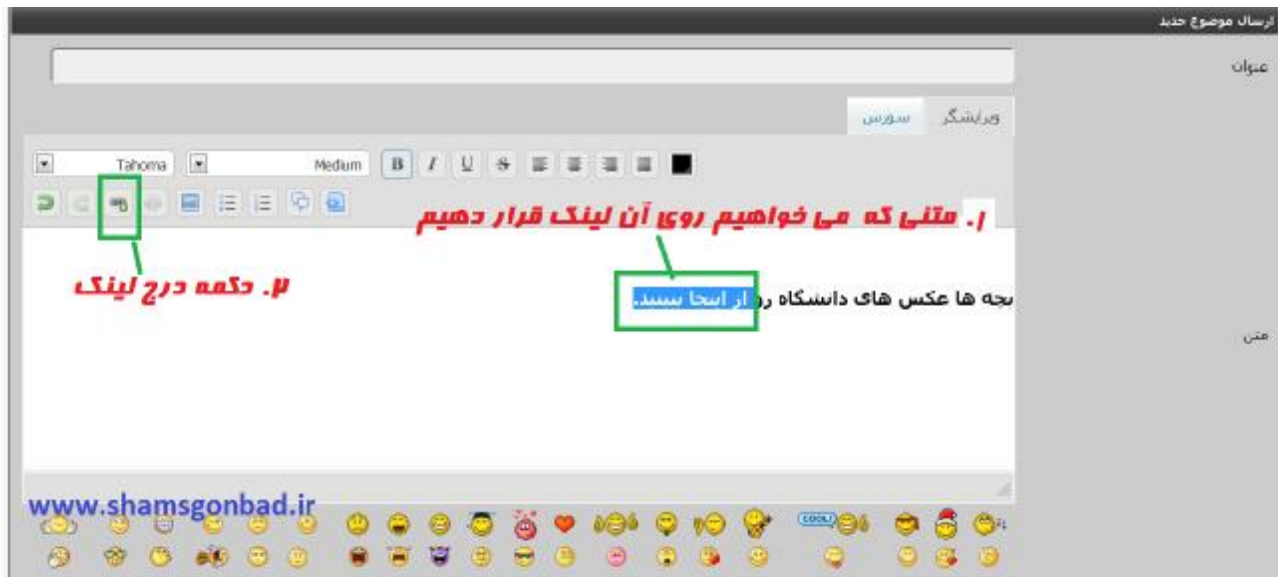 ارسال موضوع جدید
عنوان
ویرایشگر سورس
Tahoma Medium B I U S
۱. متنی که می خواهیم روی آن لینک قرار دهیم
۲. دکمه درج لینک
بچه ها عکس های دانشگاه رو از اینجا ببینید.
متن
www.shamsgonbad.ir
COOL!